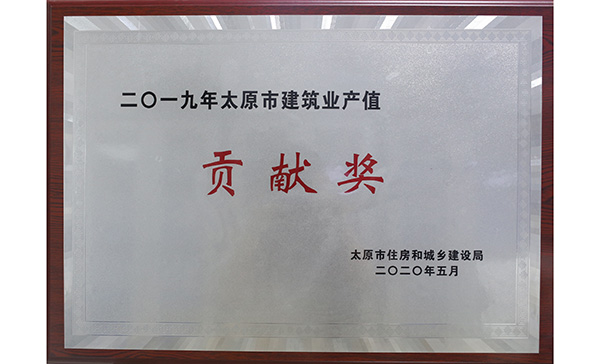 二〇一九年太原市建筑业产值
贡献奖
太原市住房和城乡建设局
二〇二〇年五月